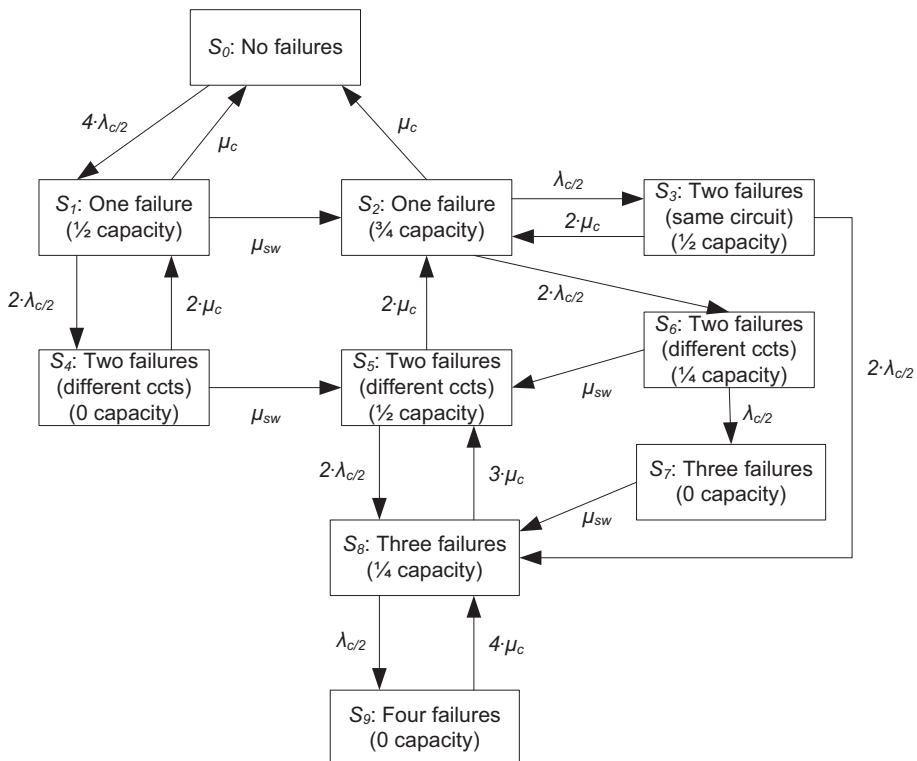 S0: No failures
4·λc/2
μc
μc
S1: One failure
(½ capacity)
μsw
S2: One failure
(¾ capacity)
λc/2
2·μc
S3: Two failures
(same circuit)
(½ capacity)
2·λc/2
2·μc
2·μc
2·λc/2
S4: Two failures
(different ccts)
(0 capacity)
μsw
S5: Two failures
(different ccts)
(½ capacity)
μsw
S6: Two failures
(different ccts)
(¼ capacity)
2·λc/2
λc/2
2·λc/2
3·μc
S7: Three failures
(0 capacity)
μsw
S8: Three failures
(¼ capacity)
λc/2
4·μc
S9: Four failures
(0 capacity)